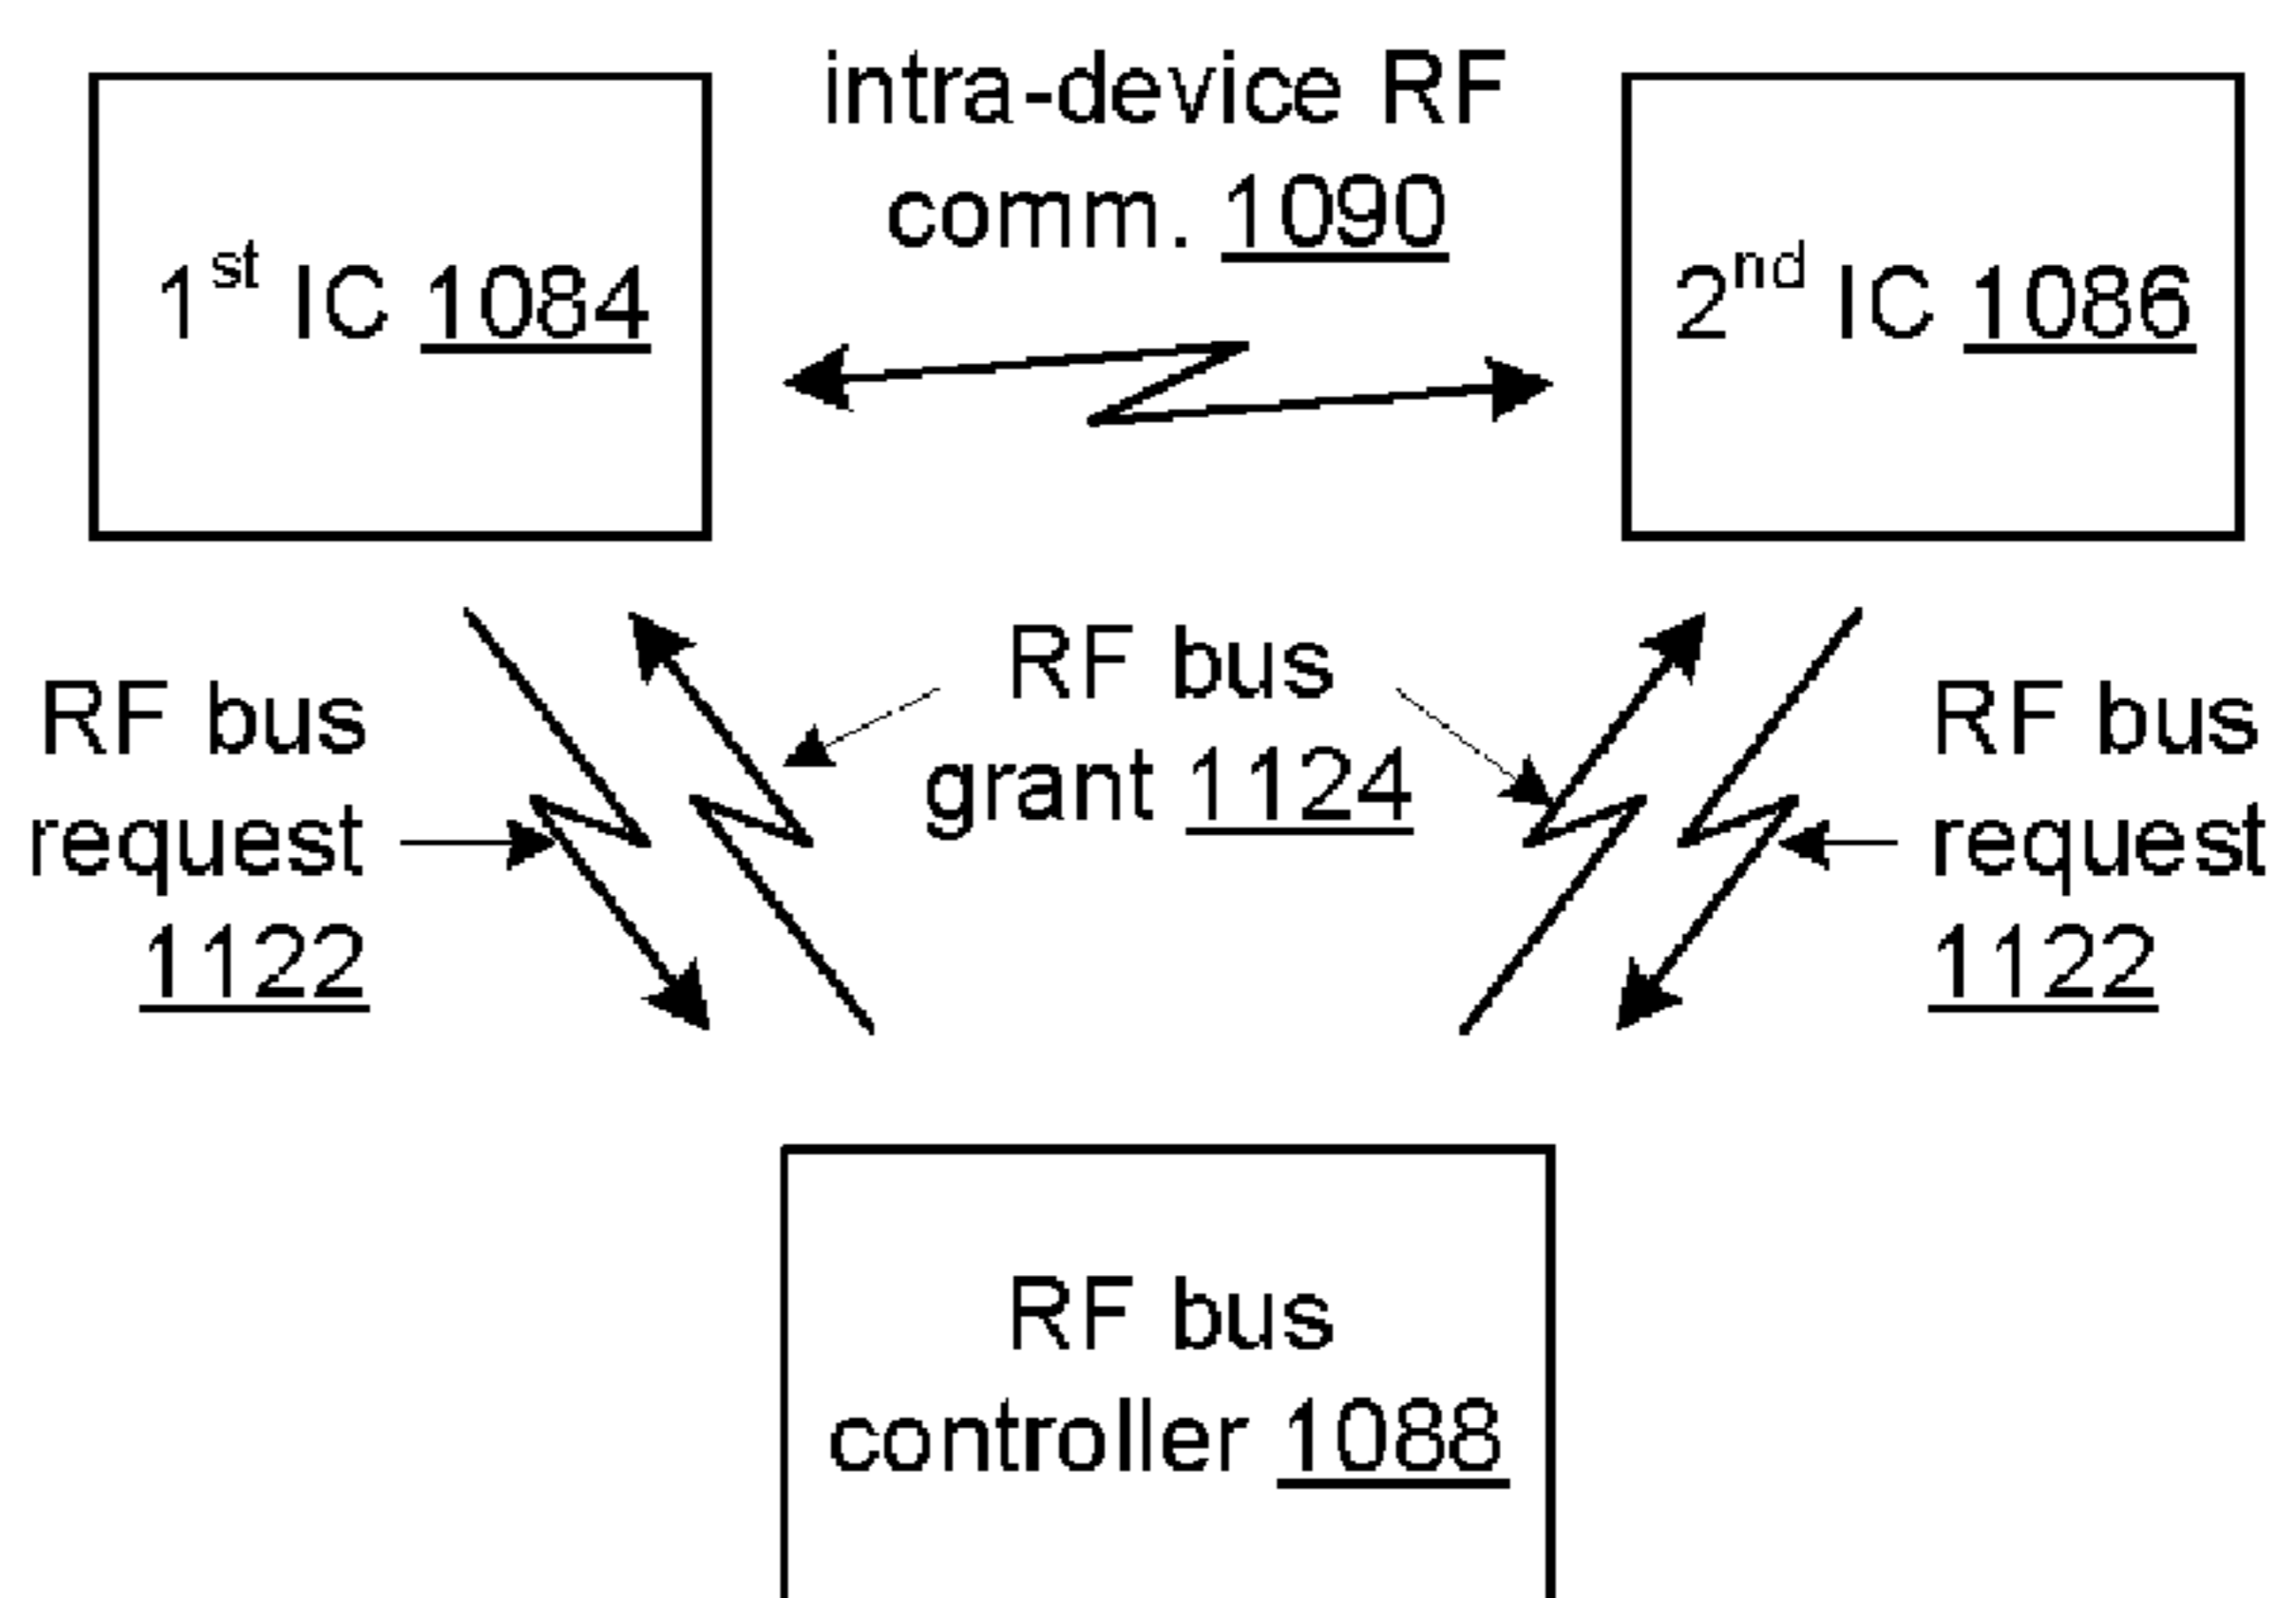 intra-device RF
comm. 1090
1st IC 1084
2nd IC 1086
RF bus
request
1122
RF bus
grant 1124
RF bus
request
1122
RF bus
controller 1088